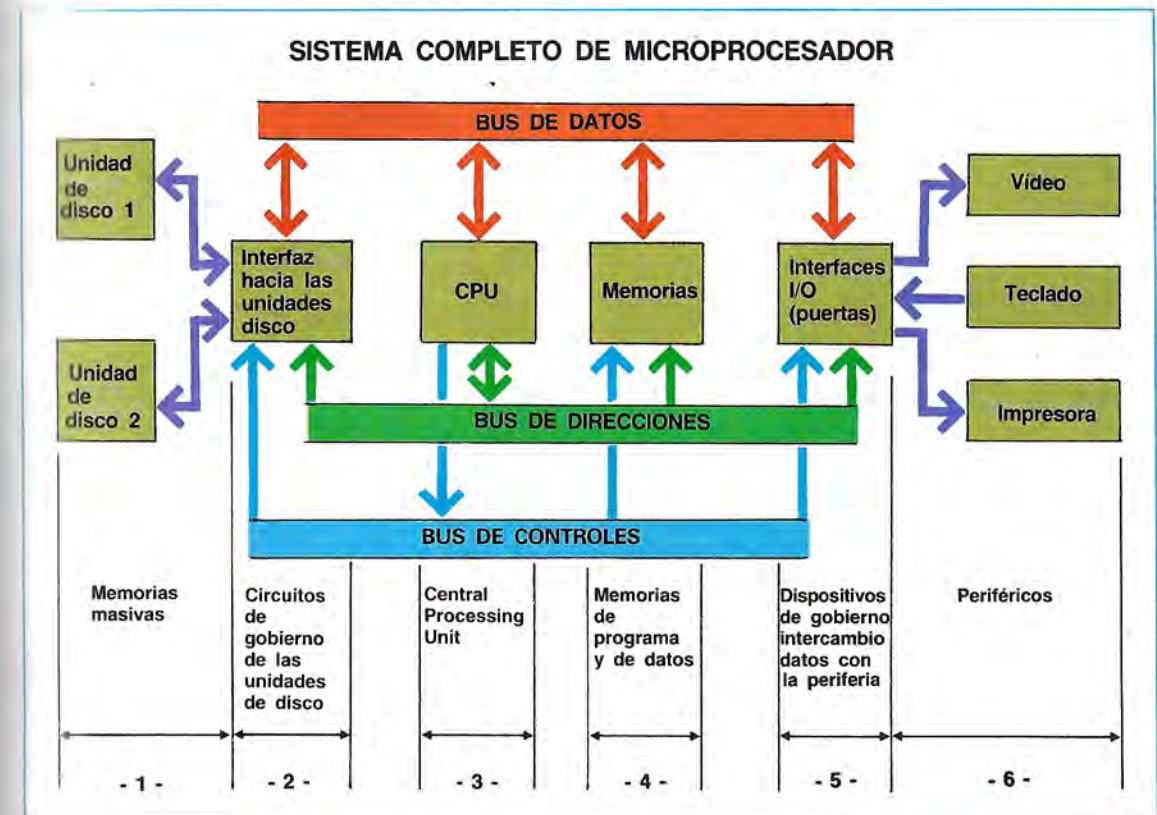 SISTEMA COMPLETO DE MICROPROCESADOR
BUS DE DATOS
Unidad
de
disco 1
Unidad
de
disco 2
Interfaz
hacia las
unidades
disco
CPU
Memorias
Interfaces
I/O
(puertas)
Vídeo
Teclado
Impresora
BUS DE DIRECCIONES
BUS DE CONTROLES
Memorias
masivas
Circuitos
de
gobierno
de las
unidades
de disco
Central
Processing
Unit
Memorias
de
programa
y de datos
Dispositivos
de gobierno
intercambio
datos con
la periferia
Periféricos
- 1 -
- 2 -
- 3 -
- 4 -
- 5 -
- 6 -